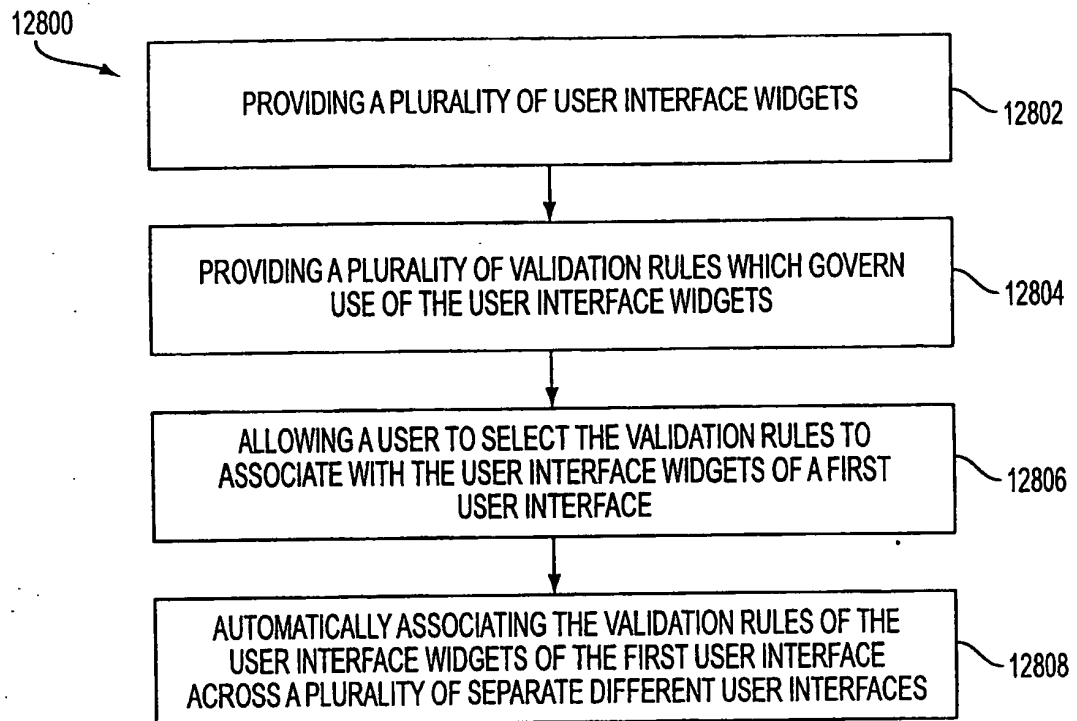 12800
PROVIDING A PLURALITY OF USER INTERFACE WIDGETS
12802
PROVIDING A PLURALITY OF VALIDATION RULES WHICH GOVERN
USE OF THE USER INTERFACE WIDGETS
12804
ALLOWING A USER TO SELECT THE VALIDATION RULES TO
ASSOCIATE WITH THE USER INTERFACE WIDGETS OF A FIRST
USER INTERFACE
12806
AUTOMATICALLY ASSOCIATING THE VALIDATION RULES OF THE
USER INTERFACE WIDGETS OF THE FIRST USER INTERFACE
ACROSS A PLURALITY OF SEPARATE DIFFERENT USER INTERFACES
12808